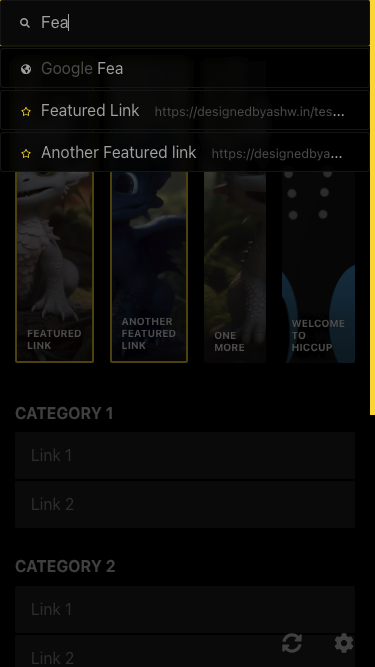 Fea
Google Fea
Featured Link https://designedbyashw.in/tes...
Another Featured link https://designedbya...
FEATURED
LINK
ANOTHER
FEATURED
LINK
ONE
MORE
WELCOME
TO
HICCUP
CATEGORY 1
Link 1
Link 2
CATEGORY 2
Link 1
Link 2